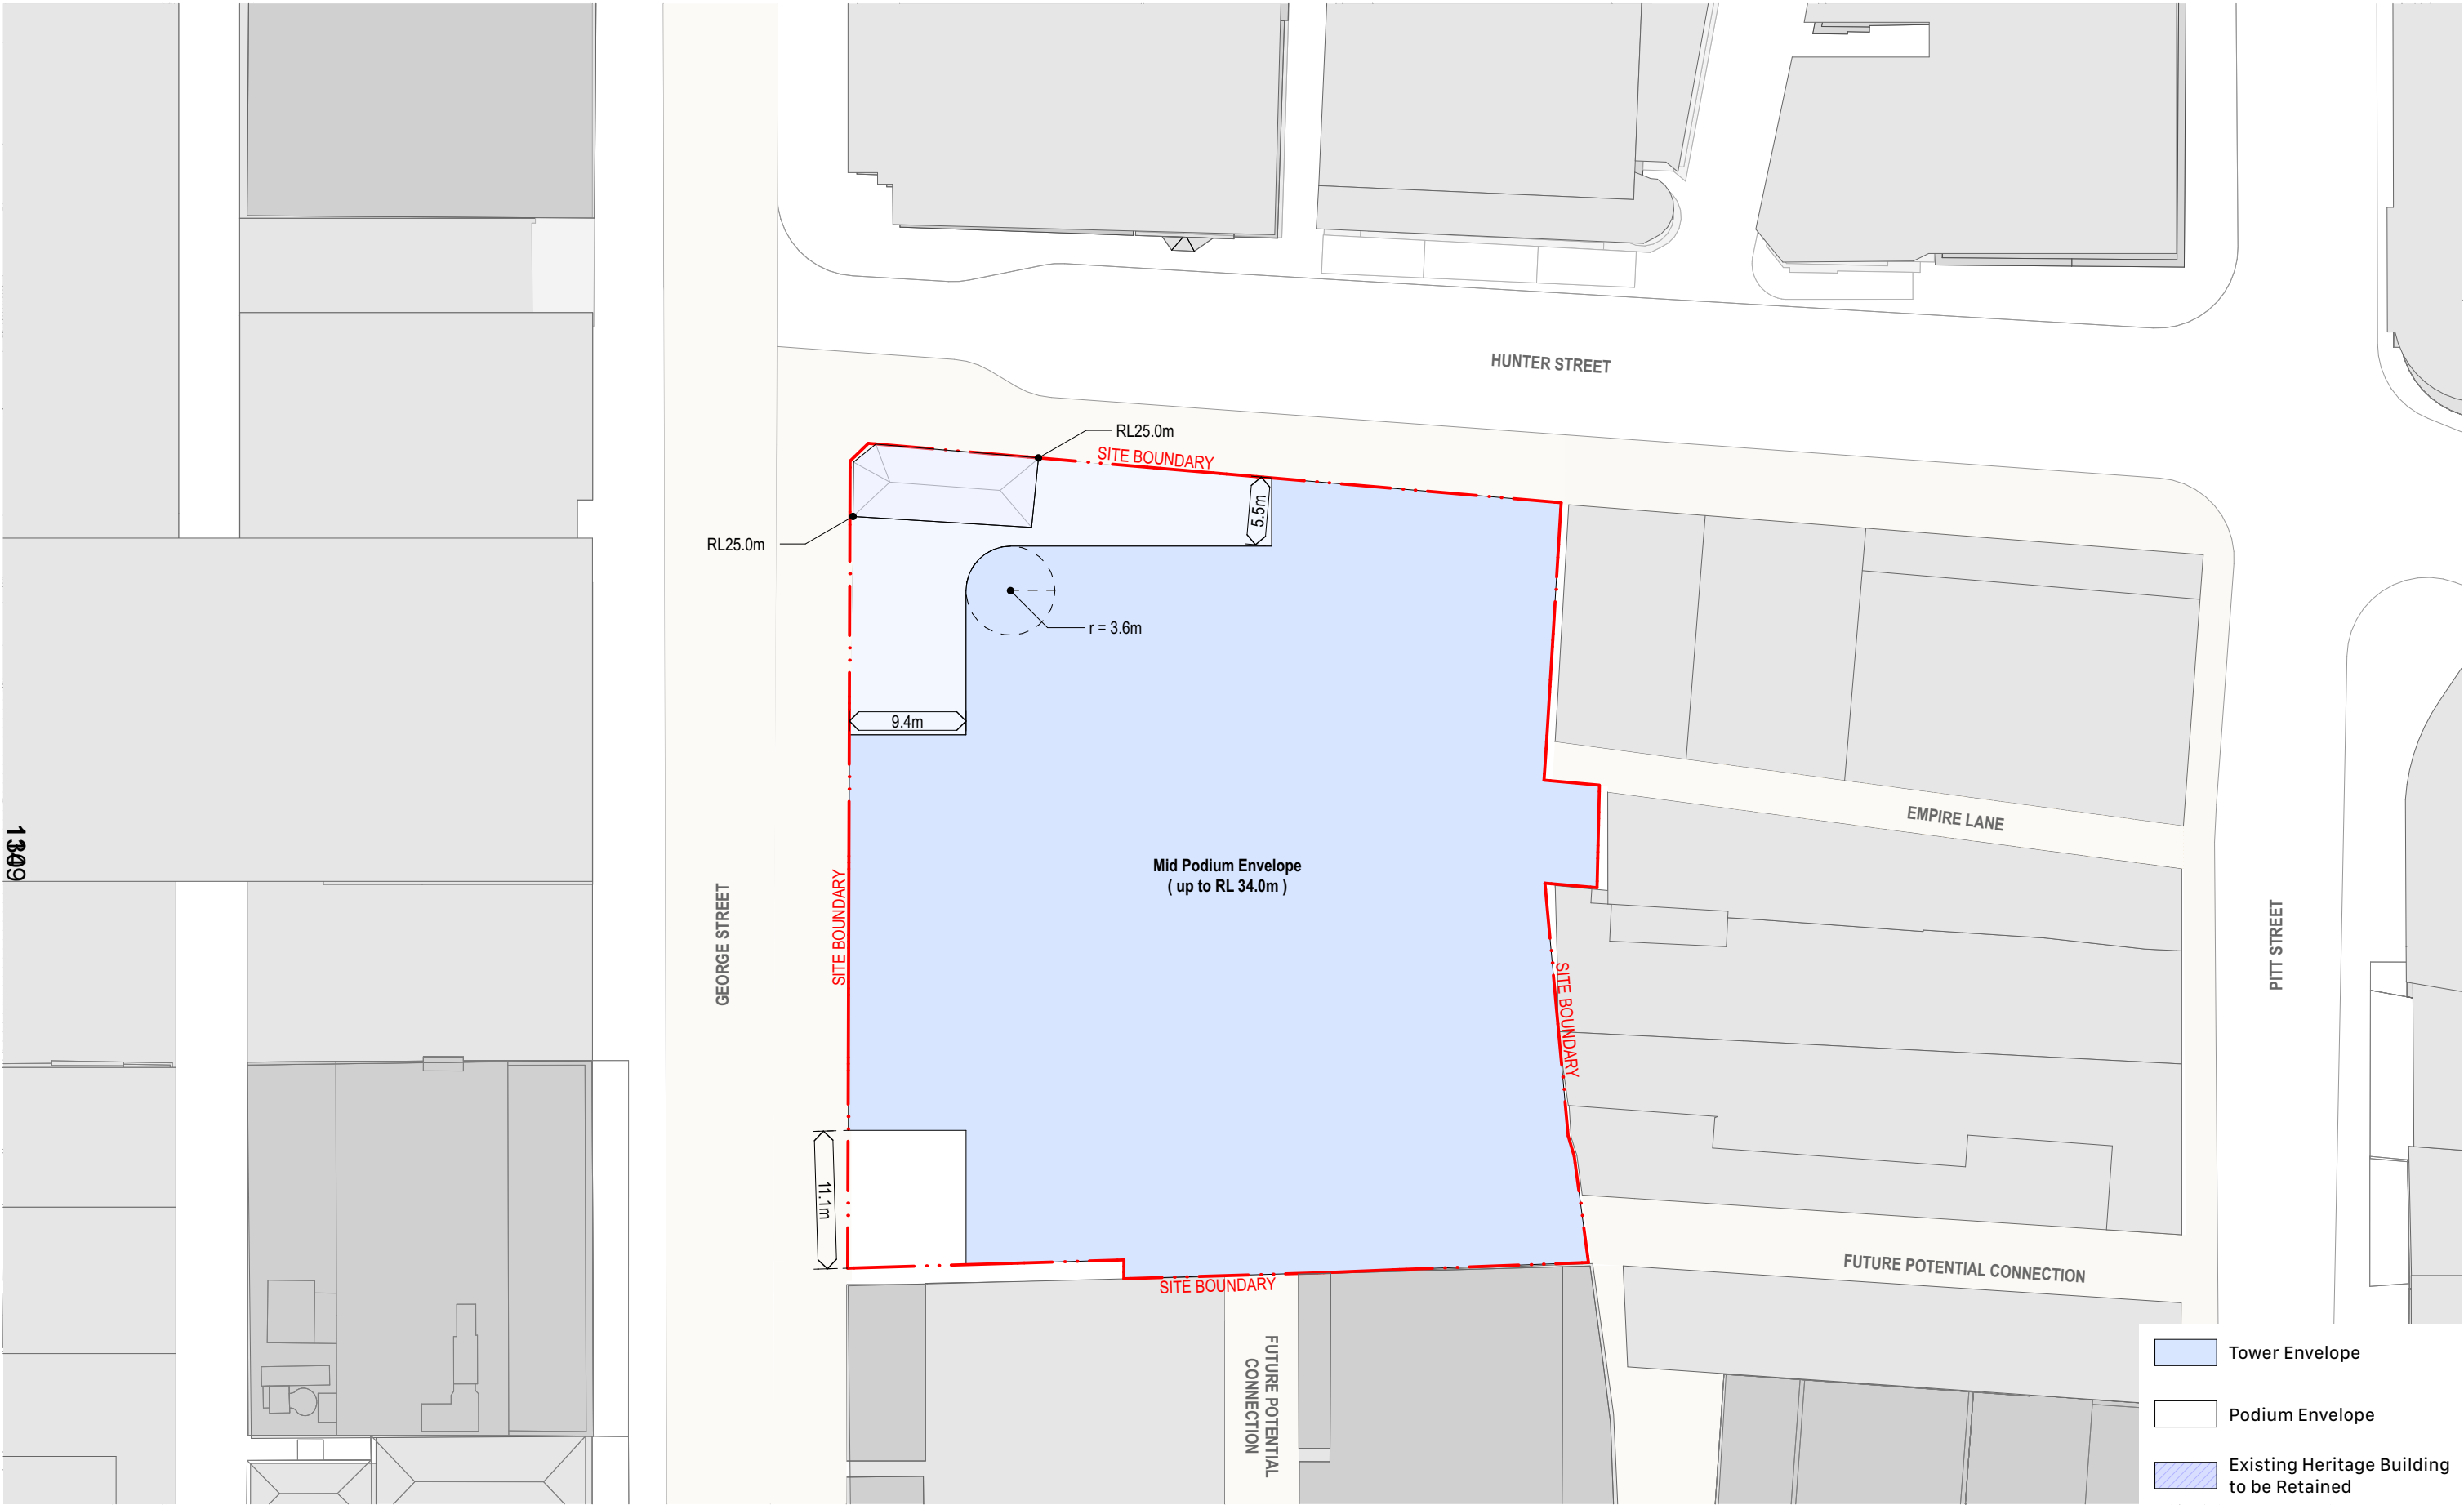 HUNTER STREET
RL25.0m
SITE BOUNDARY
5.5m
RL25.0m
r = 3.6m
9.4m
EMPIRE LANE
Mid Podium Envelope
( up to RL 34.0m )
SITE BOUNDARY
GEORGE STREET
PITT STREET
SITE BOUNDARY
11.1m
FUTURE POTENTIAL CONNECTION
SITE BOUNDARY
FUTURE POTENTIAL
CONNECTION
Tower Envelope
Podium Envelope
Existing Heritage Building
to be Retained